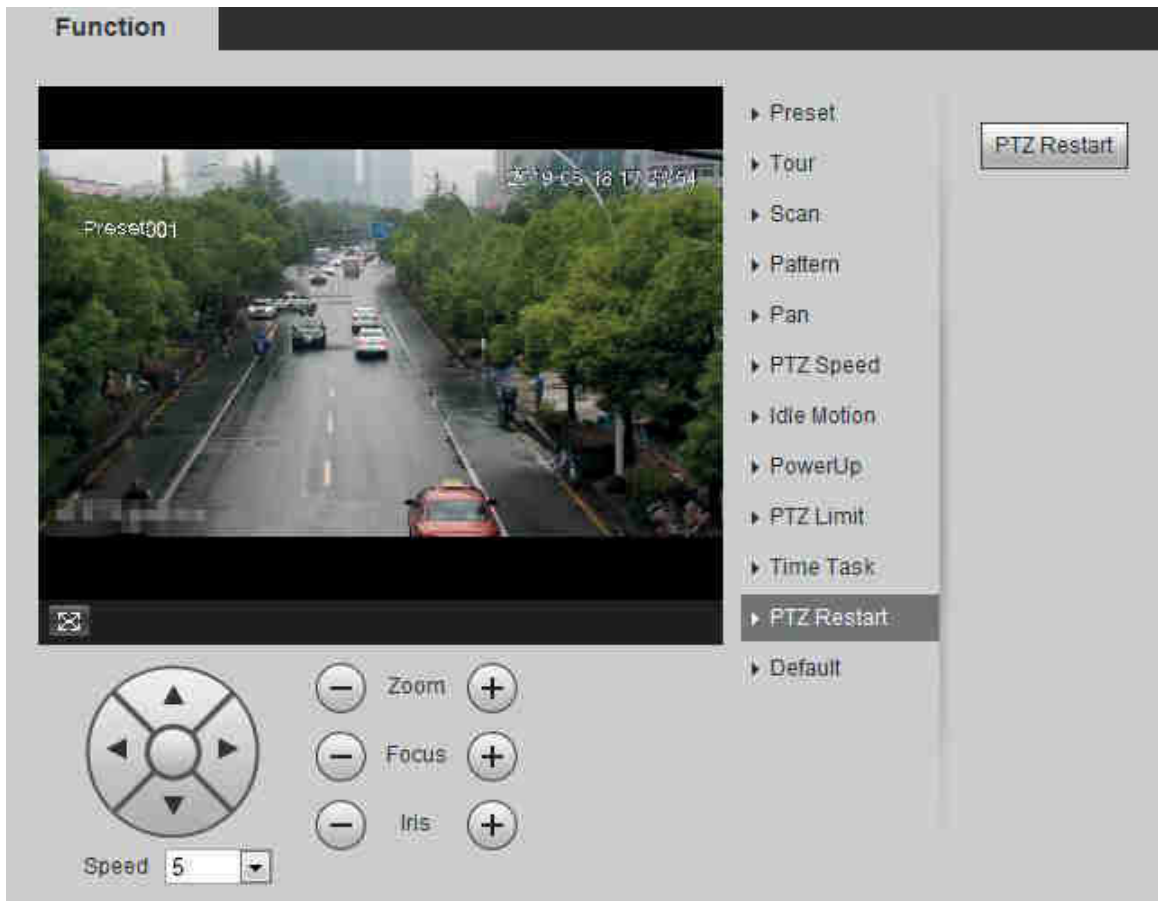 Function
Preset001
Preset
Tour
Scan
Pattern
Pan
PTZ Speed
Idle Motion
PowerUp
PTZ Limit
Time Task
PTZ Restart
Default
PTZ Restart
Zoom
Focus
Iris
Speed 5